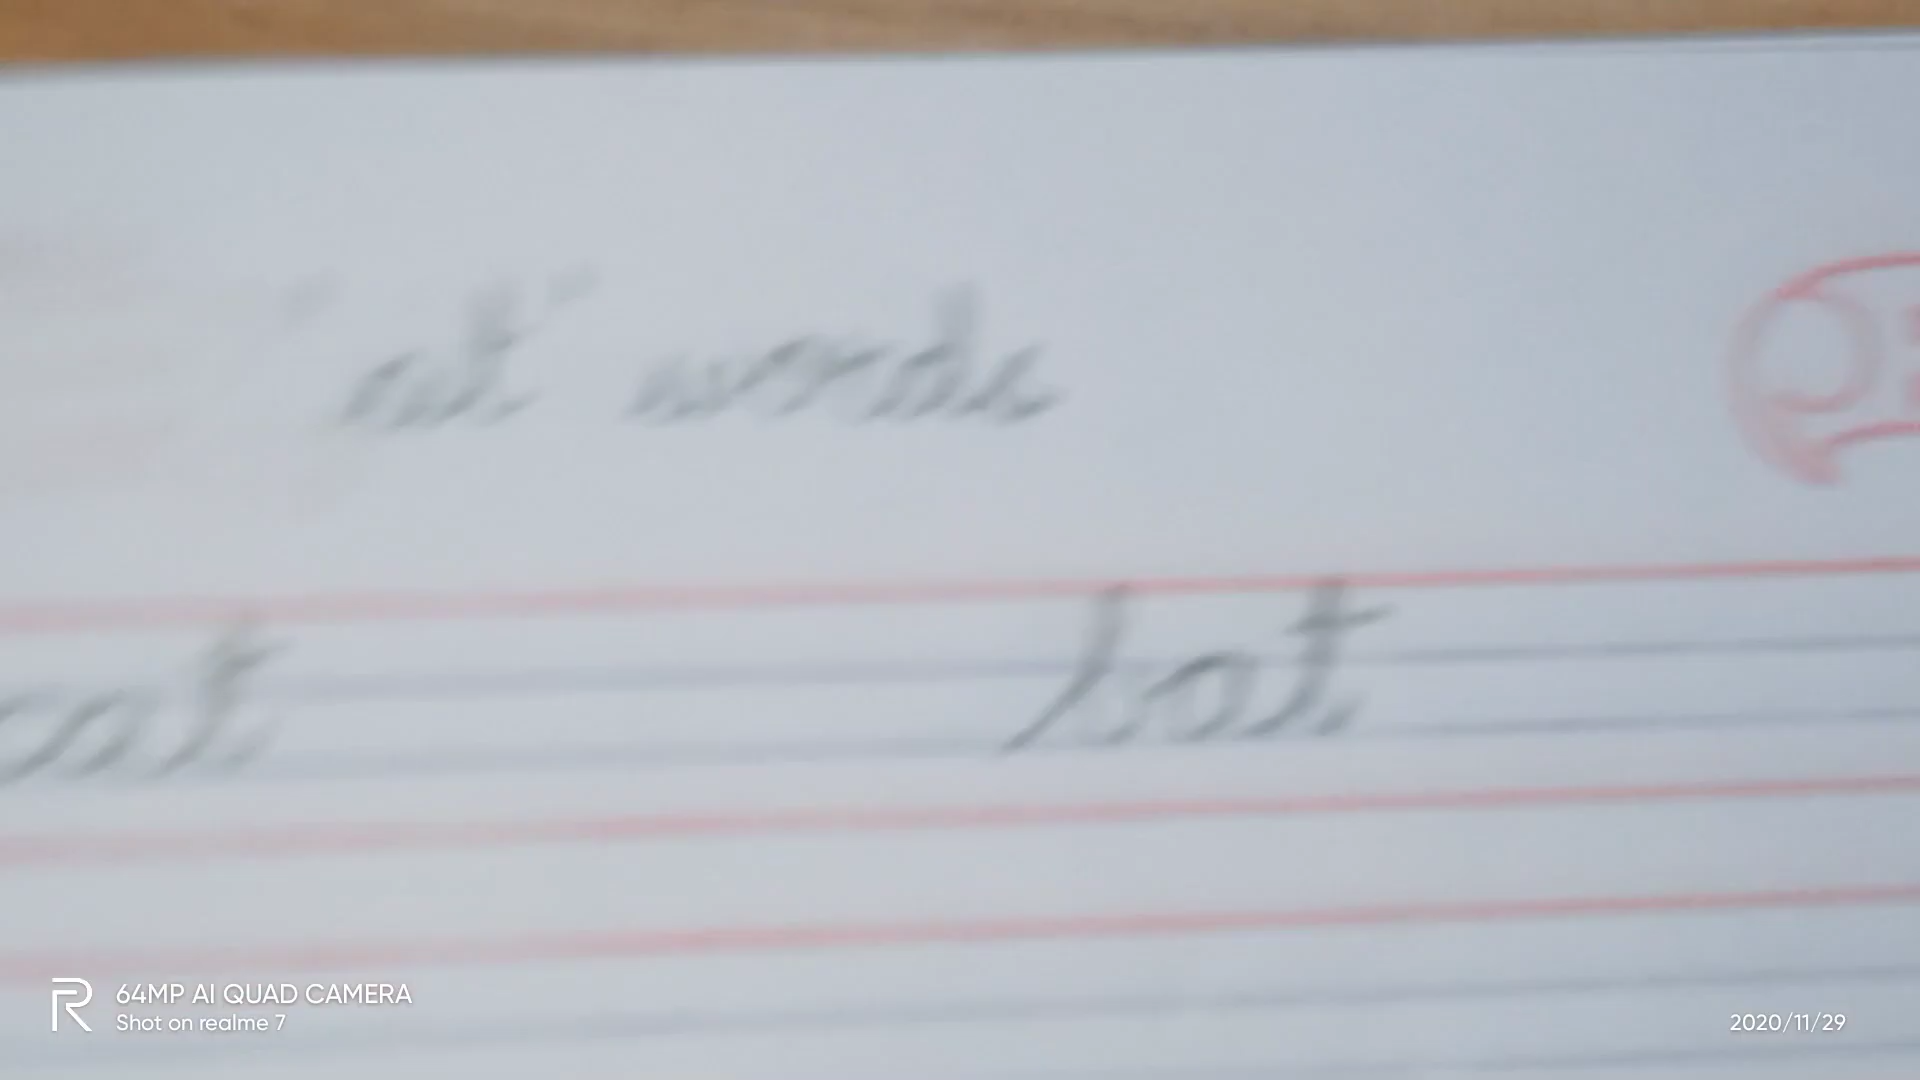 "at" words
cat bat
64MP AI QUAD CAMERA
Shot on realme 7
2020/11/29